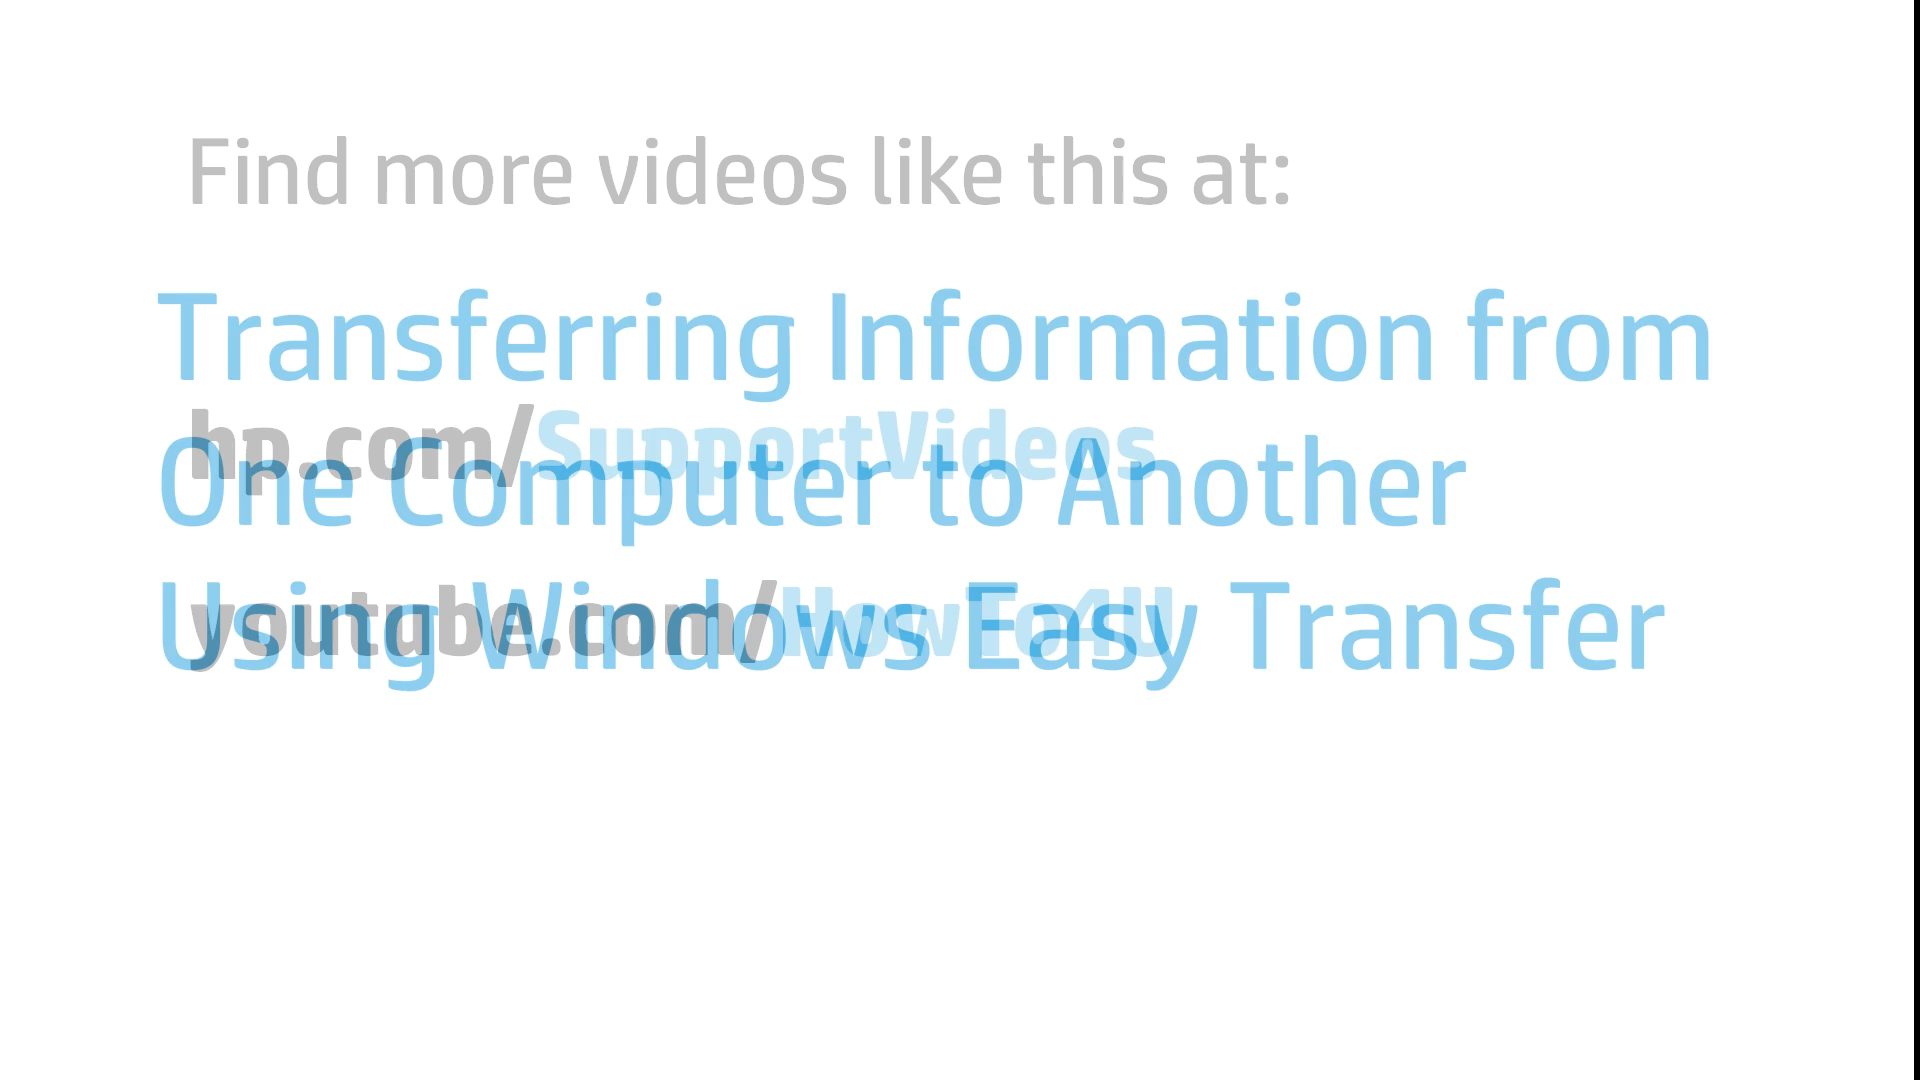 Find more videos like this at:
Transferring Information from
hp.com/SupportVideos
One Computer to Another
youtube.com/HowTo4U
Using Windows Easy Transfer